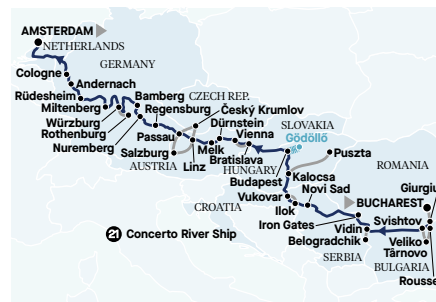 AMSTERDAM
NETHERLANDS
GERMANY
Cologne
Andernach
Rüdesheim
Bamberg
Miltenberg
Regensburg
CZECH REP.
Český Krumlov
Würzburg
Rothenburg
Dürnstein
SLOVAKIA
Nuremberg
Passau
Vienna
Gödöllő
Salzburg
Melk
Bratislava
Puszta
AUSTRIA
Linz
HUNGARY
ROMANIA
Budapest
Kalocsa
Giurgiu
Vukovar
Novi Sad
BUCHAREST
CROATIA
Ilok
Iron Gates
Svishtov
Vidin
21 Concerto River Ship
Belogradchik
Veliko
Târnovo
SERBIA
BULGARIA
Rousse